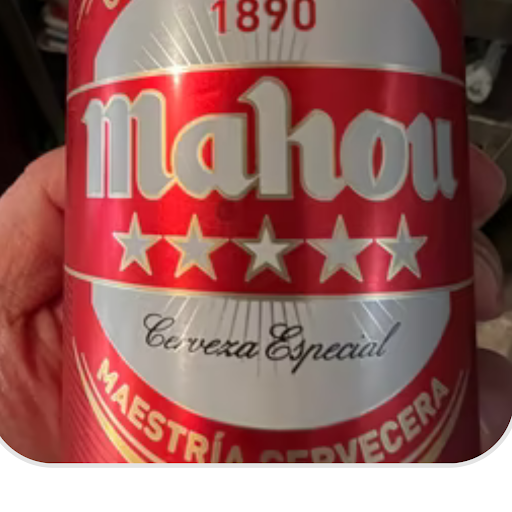 1890
Mahou
Cerveza Especial
MAESTRÍA CERVECERA